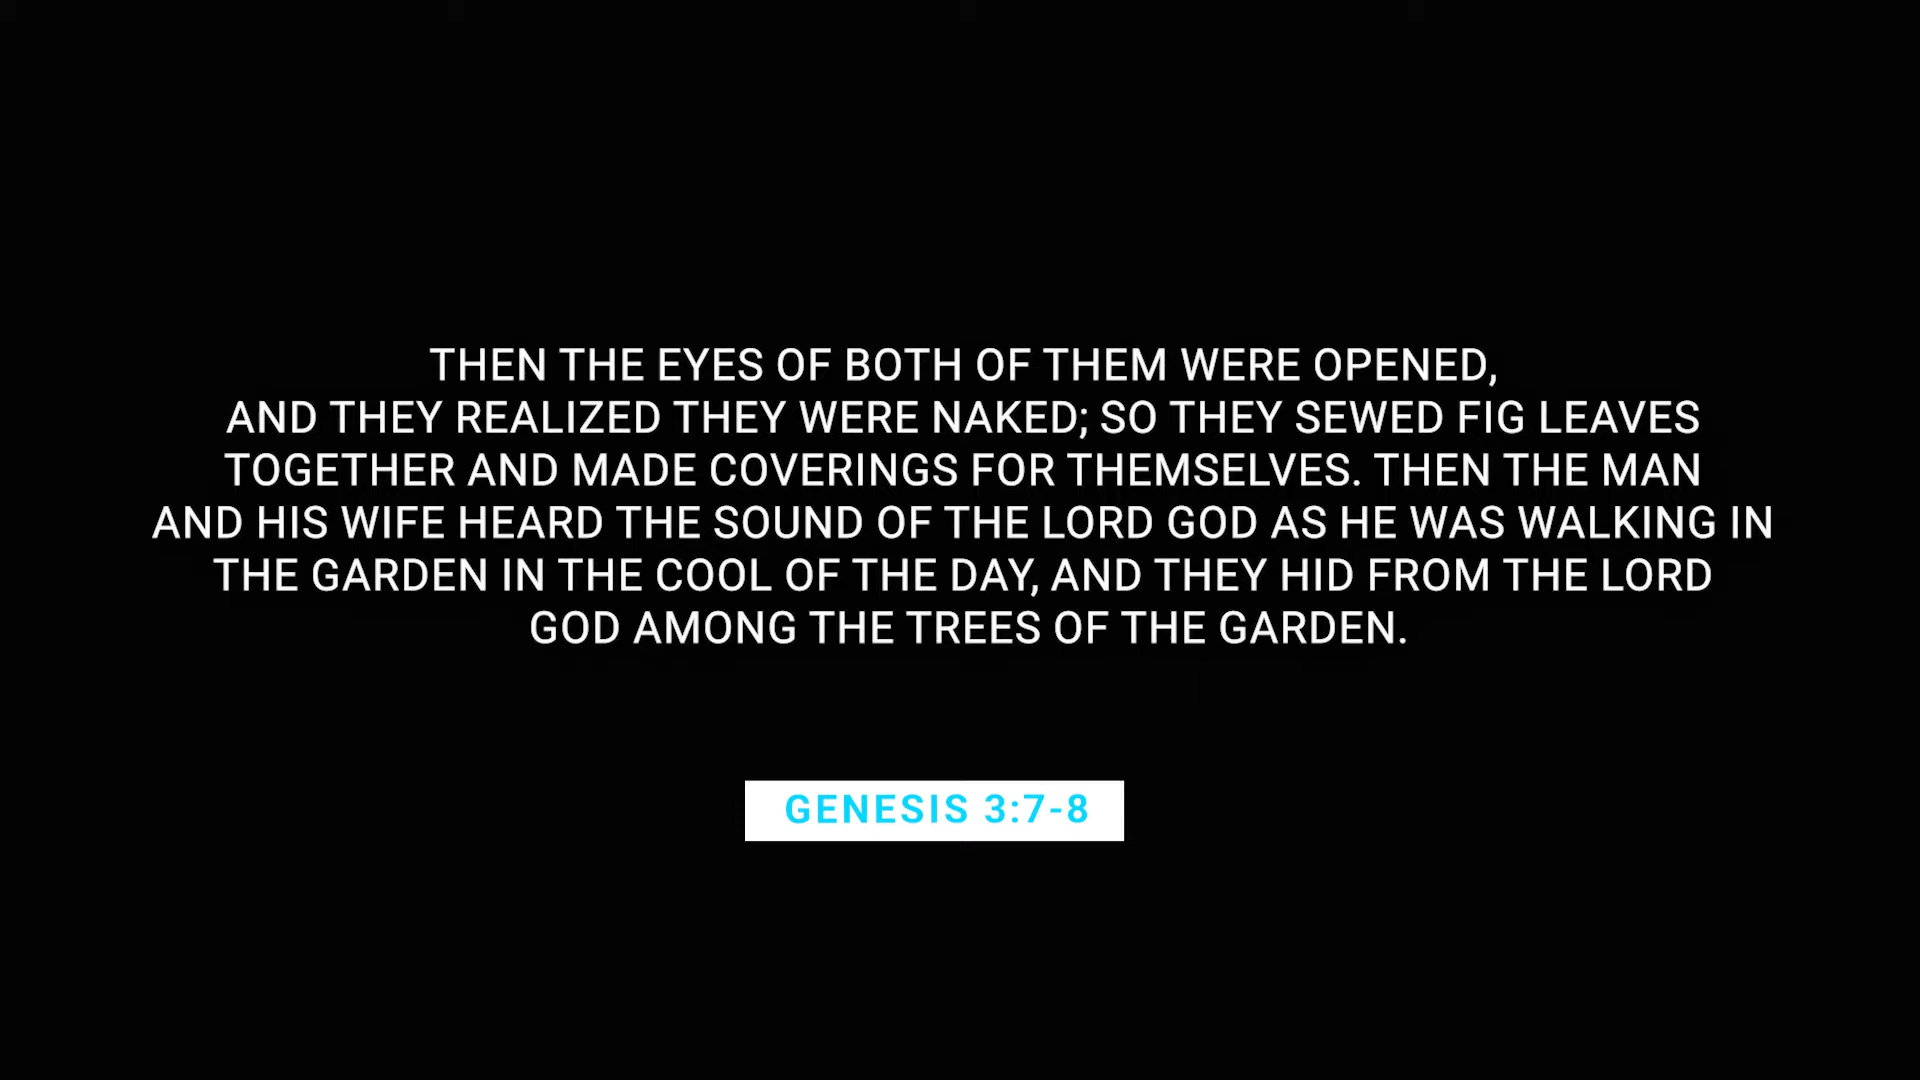 THEN THE EYES OF BOTH OF THEM WERE OPENED,
AND THEY REALIZED THEY WERE NAKED; SO THEY SEWED FIG LEAVES
TOGETHER AND MADE COVERINGS FOR THEMSELVES. THEN THE MAN
AND HIS WIFE HEARD THE SOUND OF THE LORD GOD AS HE WAS WALKING IN
THE GARDEN IN THE COOL OF THE DAY, AND THEY HID FROM THE LORD
GOD AMONG THE TREES OF THE GARDEN.
GENESIS 3:7-8